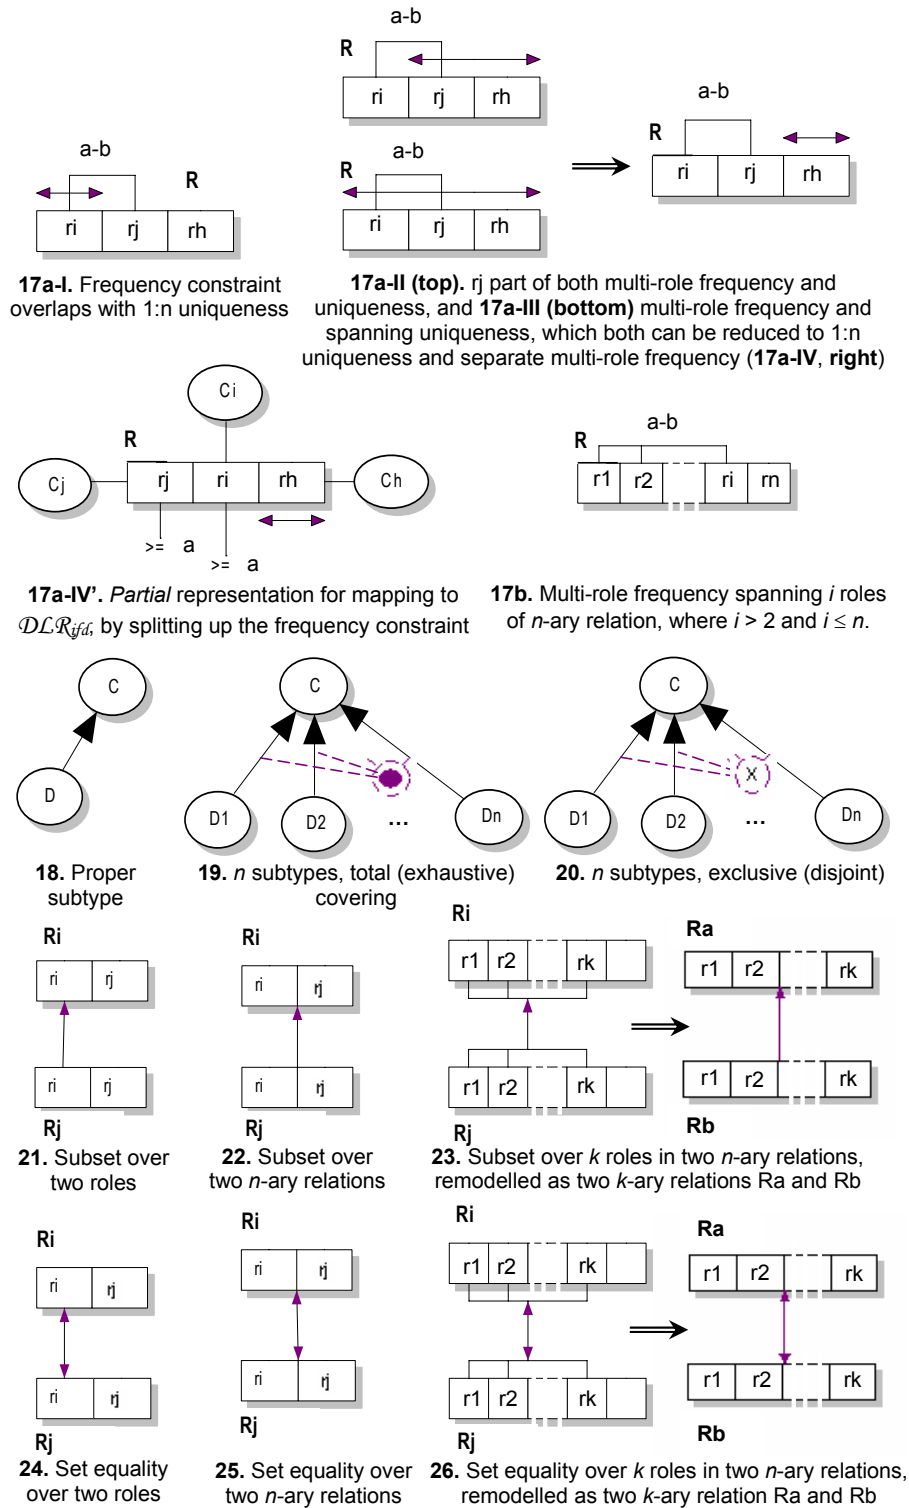 a-b
R
ri rj rh
a-b
R
ri rj rh
a-b
R
ri rj rh
a-b
R
ri rj rh
17a-I. Frequency constraint
overlaps with 1:n uniqueness
17a-II (top). rj part of both multi-role frequency and
uniqueness, and 17a-III (bottom) multi-role frequency and
spanning uniqueness, which both can be reduced to 1:n
uniqueness and separate multi-role frequency (17a-IV, right)
Ci
R
Cj rj ri rh Ch
>= a
>= a
a-b
R
r1 r2 ri rn
17a-IV'. Partial representation for mapping to
DLRifd, by splitting up the frequency constraint
17b. Multi-role frequency spanning i roles
of n-ary relation, where i > 2 and i ≤ n.
C
D
18. Proper
subtype
C
D1 D2 ... Dn
19. n subtypes, total (exhaustive)
covering
C
X
D1 D2 ... Dn
20. n subtypes, exclusive (disjoint)
Ri
ri rj
ri rj
Rj
21. Subset over
two roles
Ri
ri rj
ri rj
Rj
22. Subset over
two n-ary relations
Ri
r1 r2 rk
r1 r2 rk
Rj
Ra
r1 r2 rk
r1 r2 rk
Rb
23. Subset over k roles in two n-ary relations,
remodelled as two k-ary relations Ra and Rb
Ri
ri rj
ri rj
Rj
24. Set equality
over two roles
Ri
ri rj
ri rj
Rj
25. Set equality over
two n-ary relations
Ri
r1 r2 rk
r1 r2 rk
Rj
Ra
r1 r2 rk
r1 r2 rk
Rb
26. Set equality over k roles in two n-ary relations,
remodelled as two k-ary relation Ra and Rb